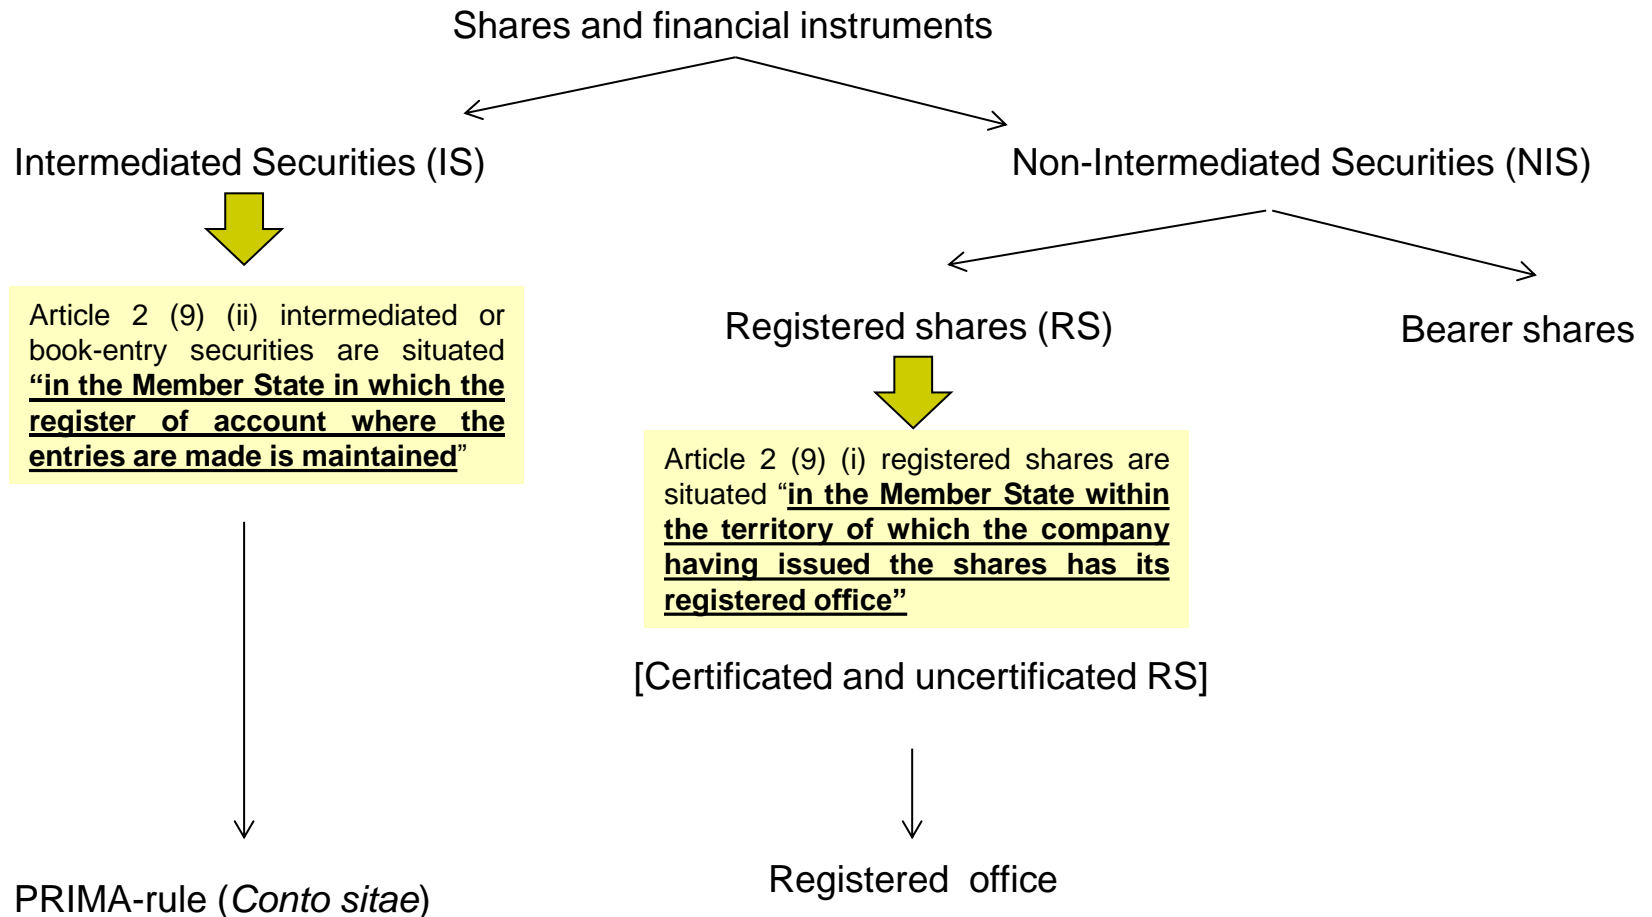 Shares and financial instruments
Intermediated Securities (IS)
Non-Intermediated Securities (NIS)
Article 2 (9) (ii) intermediated or
book-entry securities are situated
“in the Member State in which the
register of account where the
entries are made is maintained”
Registered shares (RS)
Bearer shares
Article 2 (9) (i) registered shares are
situated “in the Member State within
the territory of which the company
having issued the shares has its
registered office”
[Certificated and uncertificated RS]
Registered office
PRIMA-rule (Conto sitae)